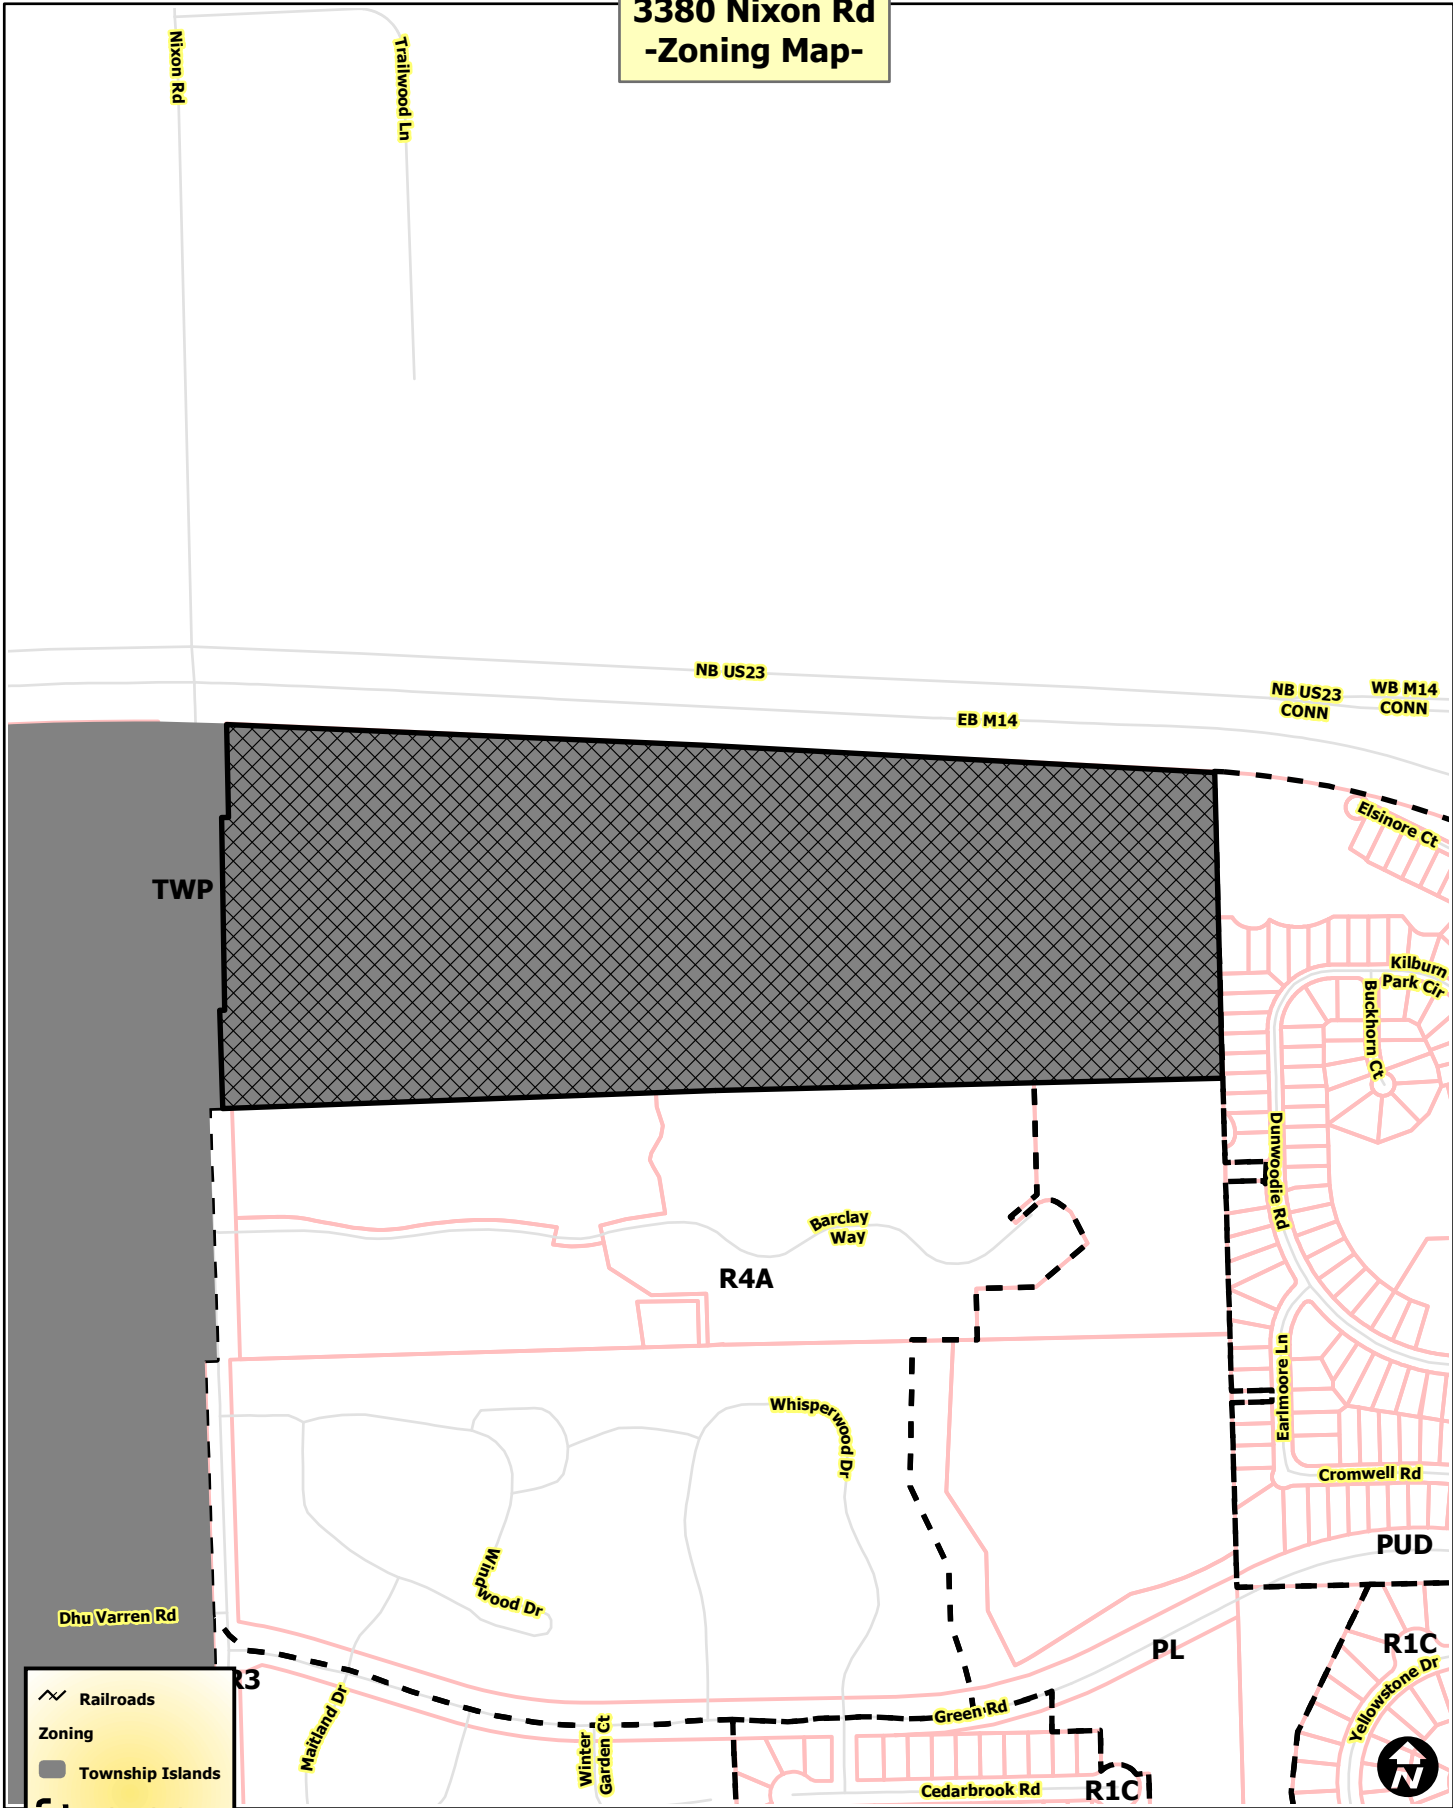 3380 Nixon Rd
-Zoning Map-
Nixon Rd
Trailwood Ln
NB US23
EB M14
NB US23
CONN
WB M14
CONN
Elsinore Ct
TWP
Kilburn
Park Cir
Buckhorn Ct
Dunwoodie Rd
Barclay
Way
R4A
Earlmoore Ln
Whisperwood Dr
Cromwell Rd
PUD
Wind
wood Dr
Dhu Varren Rd
PL
R1C
R3
Yellowstone Dr
Maitland Dr
Green Rd
Winter
Garden Ct
Cedarbrook Rd
R1C
Railroads
Zoning
Township Islands
N